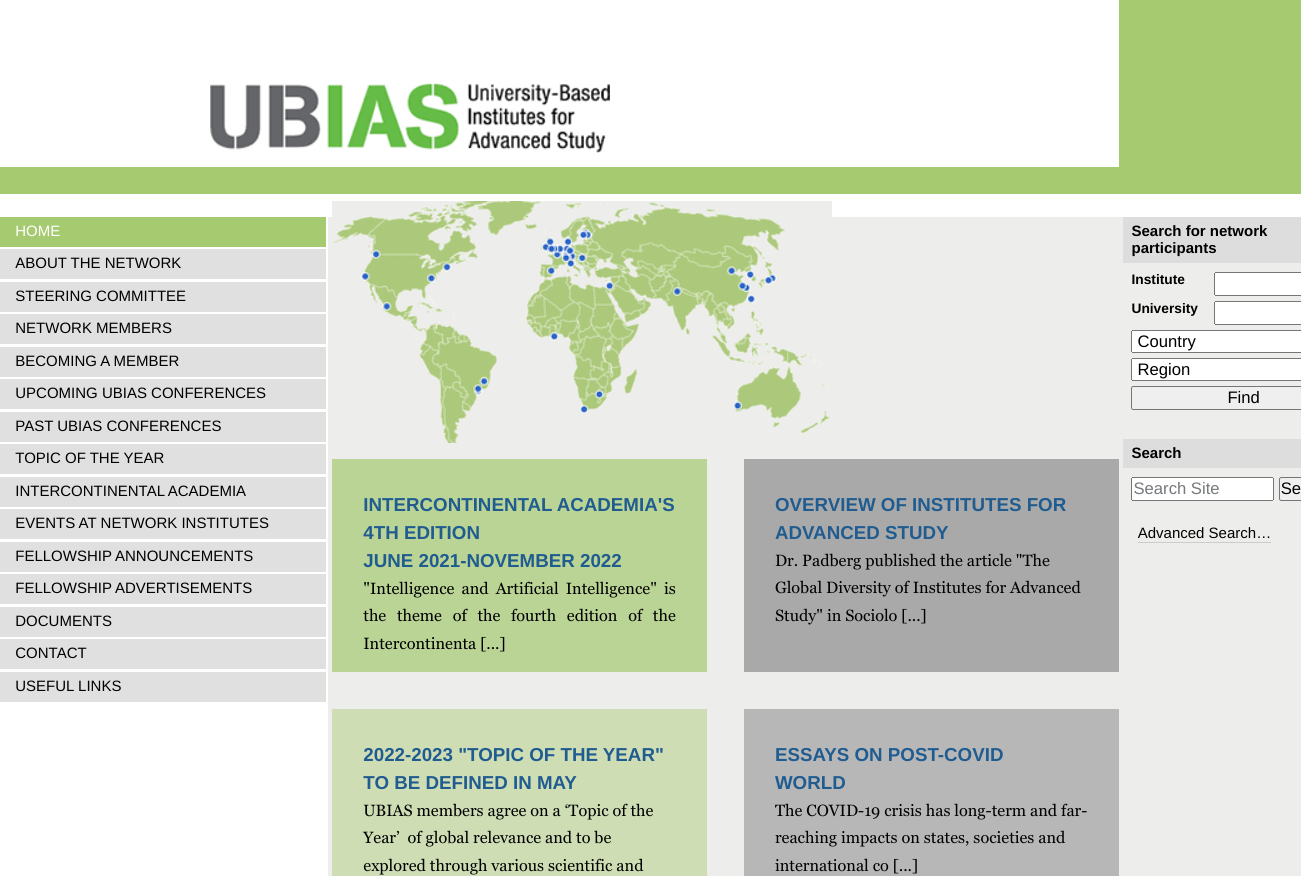 UBIAS
University-Based
Institutes for
Advanced Study
HOME
ABOUT THE NETWORK
STEERING COMMITTEE
NETWORK MEMBERS
BECOMING A MEMBER
UPCOMING UBIAS CONFERENCES
PAST UBIAS CONFERENCES
TOPIC OF THE YEAR
INTERCONTINENTAL ACADEMIA
EVENTS AT NETWORK INSTITUTES
FELLOWSHIP ANNOUNCEMENTS
FELLOWSHIP ADVERTISEMENTS
DOCUMENTS
CONTACT
USEFUL LINKS
INTERCONTINENTAL ACADEMIA'S
4TH EDITION
JUNE 2021-NOVEMBER 2022
"Intelligence and Artificial Intelligence" is
the theme of the fourth edition of the
Intercontinenta [...]
OVERVIEW OF INSTITUTES FOR
ADVANCED STUDY
Dr. Padberg published the article "The
Global Diversity of Institutes for Advanced
Study" in Sociolo [...]
2022-2023 "TOPIC OF THE YEAR"
TO BE DEFINED IN MAY
UBIAS members agree on a ‘Topic of the
Year’ of global relevance and to be
explored through various scientific and
ESSAYS ON POST-COVID
WORLD
The COVID-19 crisis has long-term and far-
reaching impacts on states, societies and
international co [...]
Search for network
participants
Institute
University
Country
Region
Find
Search
Search Site
Se
Advanced Search…